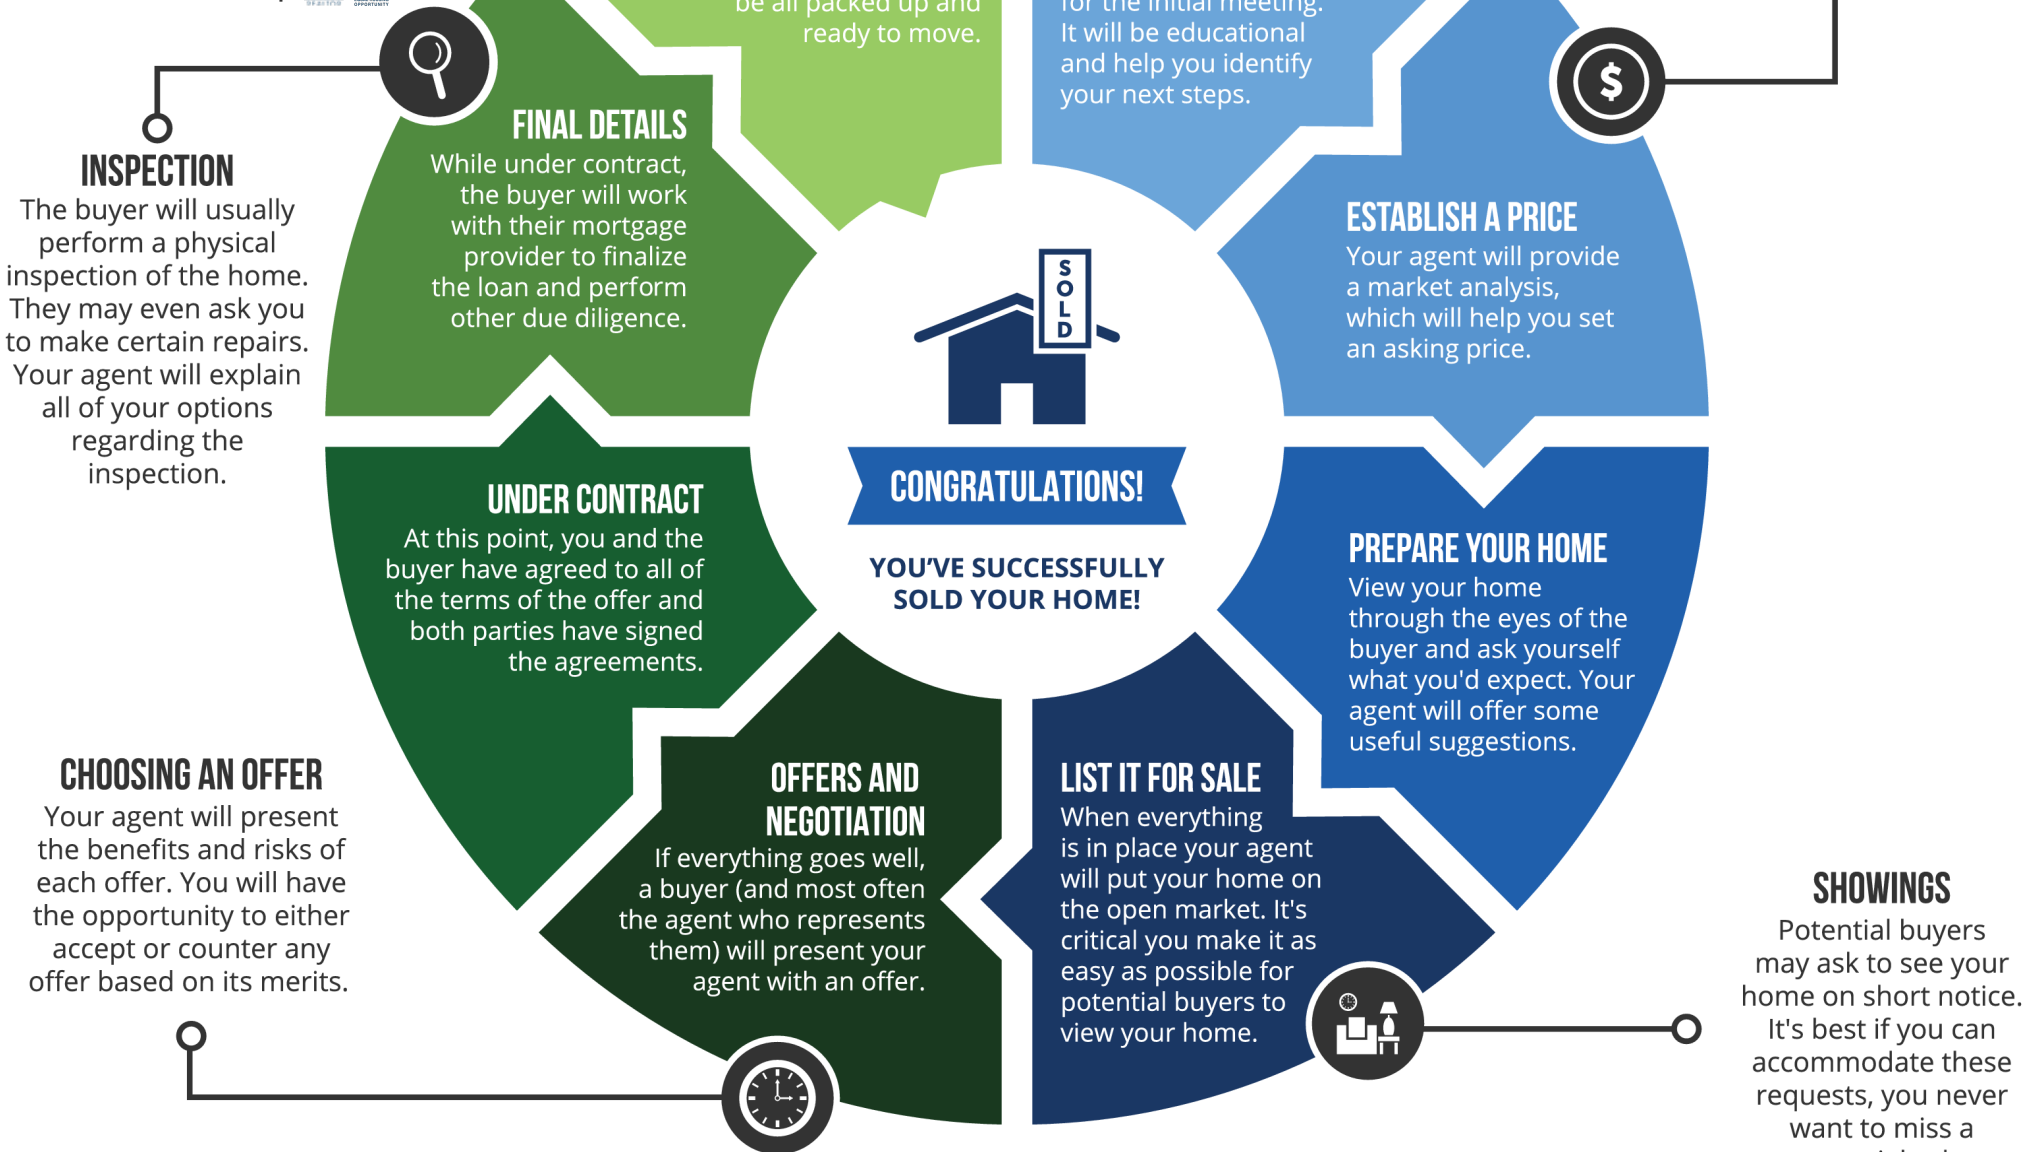 REALTOR
OPPORTUNITY
be all packed up and
ready to move.
for the initial meeting.
It will be educational
and help you identify
your next steps.
$
FINAL DETAILS
While under contract,
the buyer will work
with their mortgage
provider to finalize
the loan and perform
other due diligence.
INSPECTION
The buyer will usually
perform a physical
inspection of the home.
They may even ask you
to make certain repairs.
Your agent will explain
all of your options
regarding the
inspection.
ESTABLISH A PRICE
Your agent will provide
a market analysis,
which will help you set
an asking price.
SOLD
CONGRATULATIONS!
YOU'VE SUCCESSFULLY
SOLD YOUR HOME!
UNDER CONTRACT
At this point, you and the
buyer have agreed to all of
the terms of the offer and
both parties have signed
the agreements.
PREPARE YOUR HOME
View your home
through the eyes of the
buyer and ask yourself
what you'd expect. Your
agent will offer some
useful suggestions.
CHOOSING AN OFFER
Your agent will present
the benefits and risks of
each offer. You will have
the opportunity to either
accept or counter any
offer based on its merits.
OFFERS AND
NEGOTIATION
If everything goes well,
a buyer (and most often
the agent who represents
them) will present your
agent with an offer.
LIST IT FOR SALE
When everything
is in place your agent
will put your home on
the open market. It's
critical you make it as
easy as possible for
potential buyers to
view your home.
SHOWINGS
Potential buyers
may ask to see your
home on short notice.
It's best if you can
accommodate these
requests, you never
want to miss a